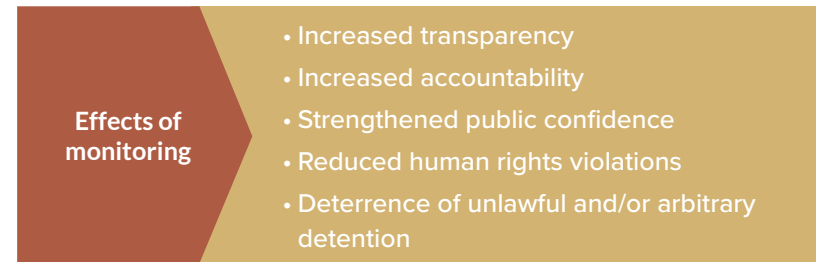 Effects of
monitoring
• Increased transparency
• Increased accountability
• Strengthened public confidence
• Reduced human rights violations
• Deterrence of unlawful and/or arbitrary
detention